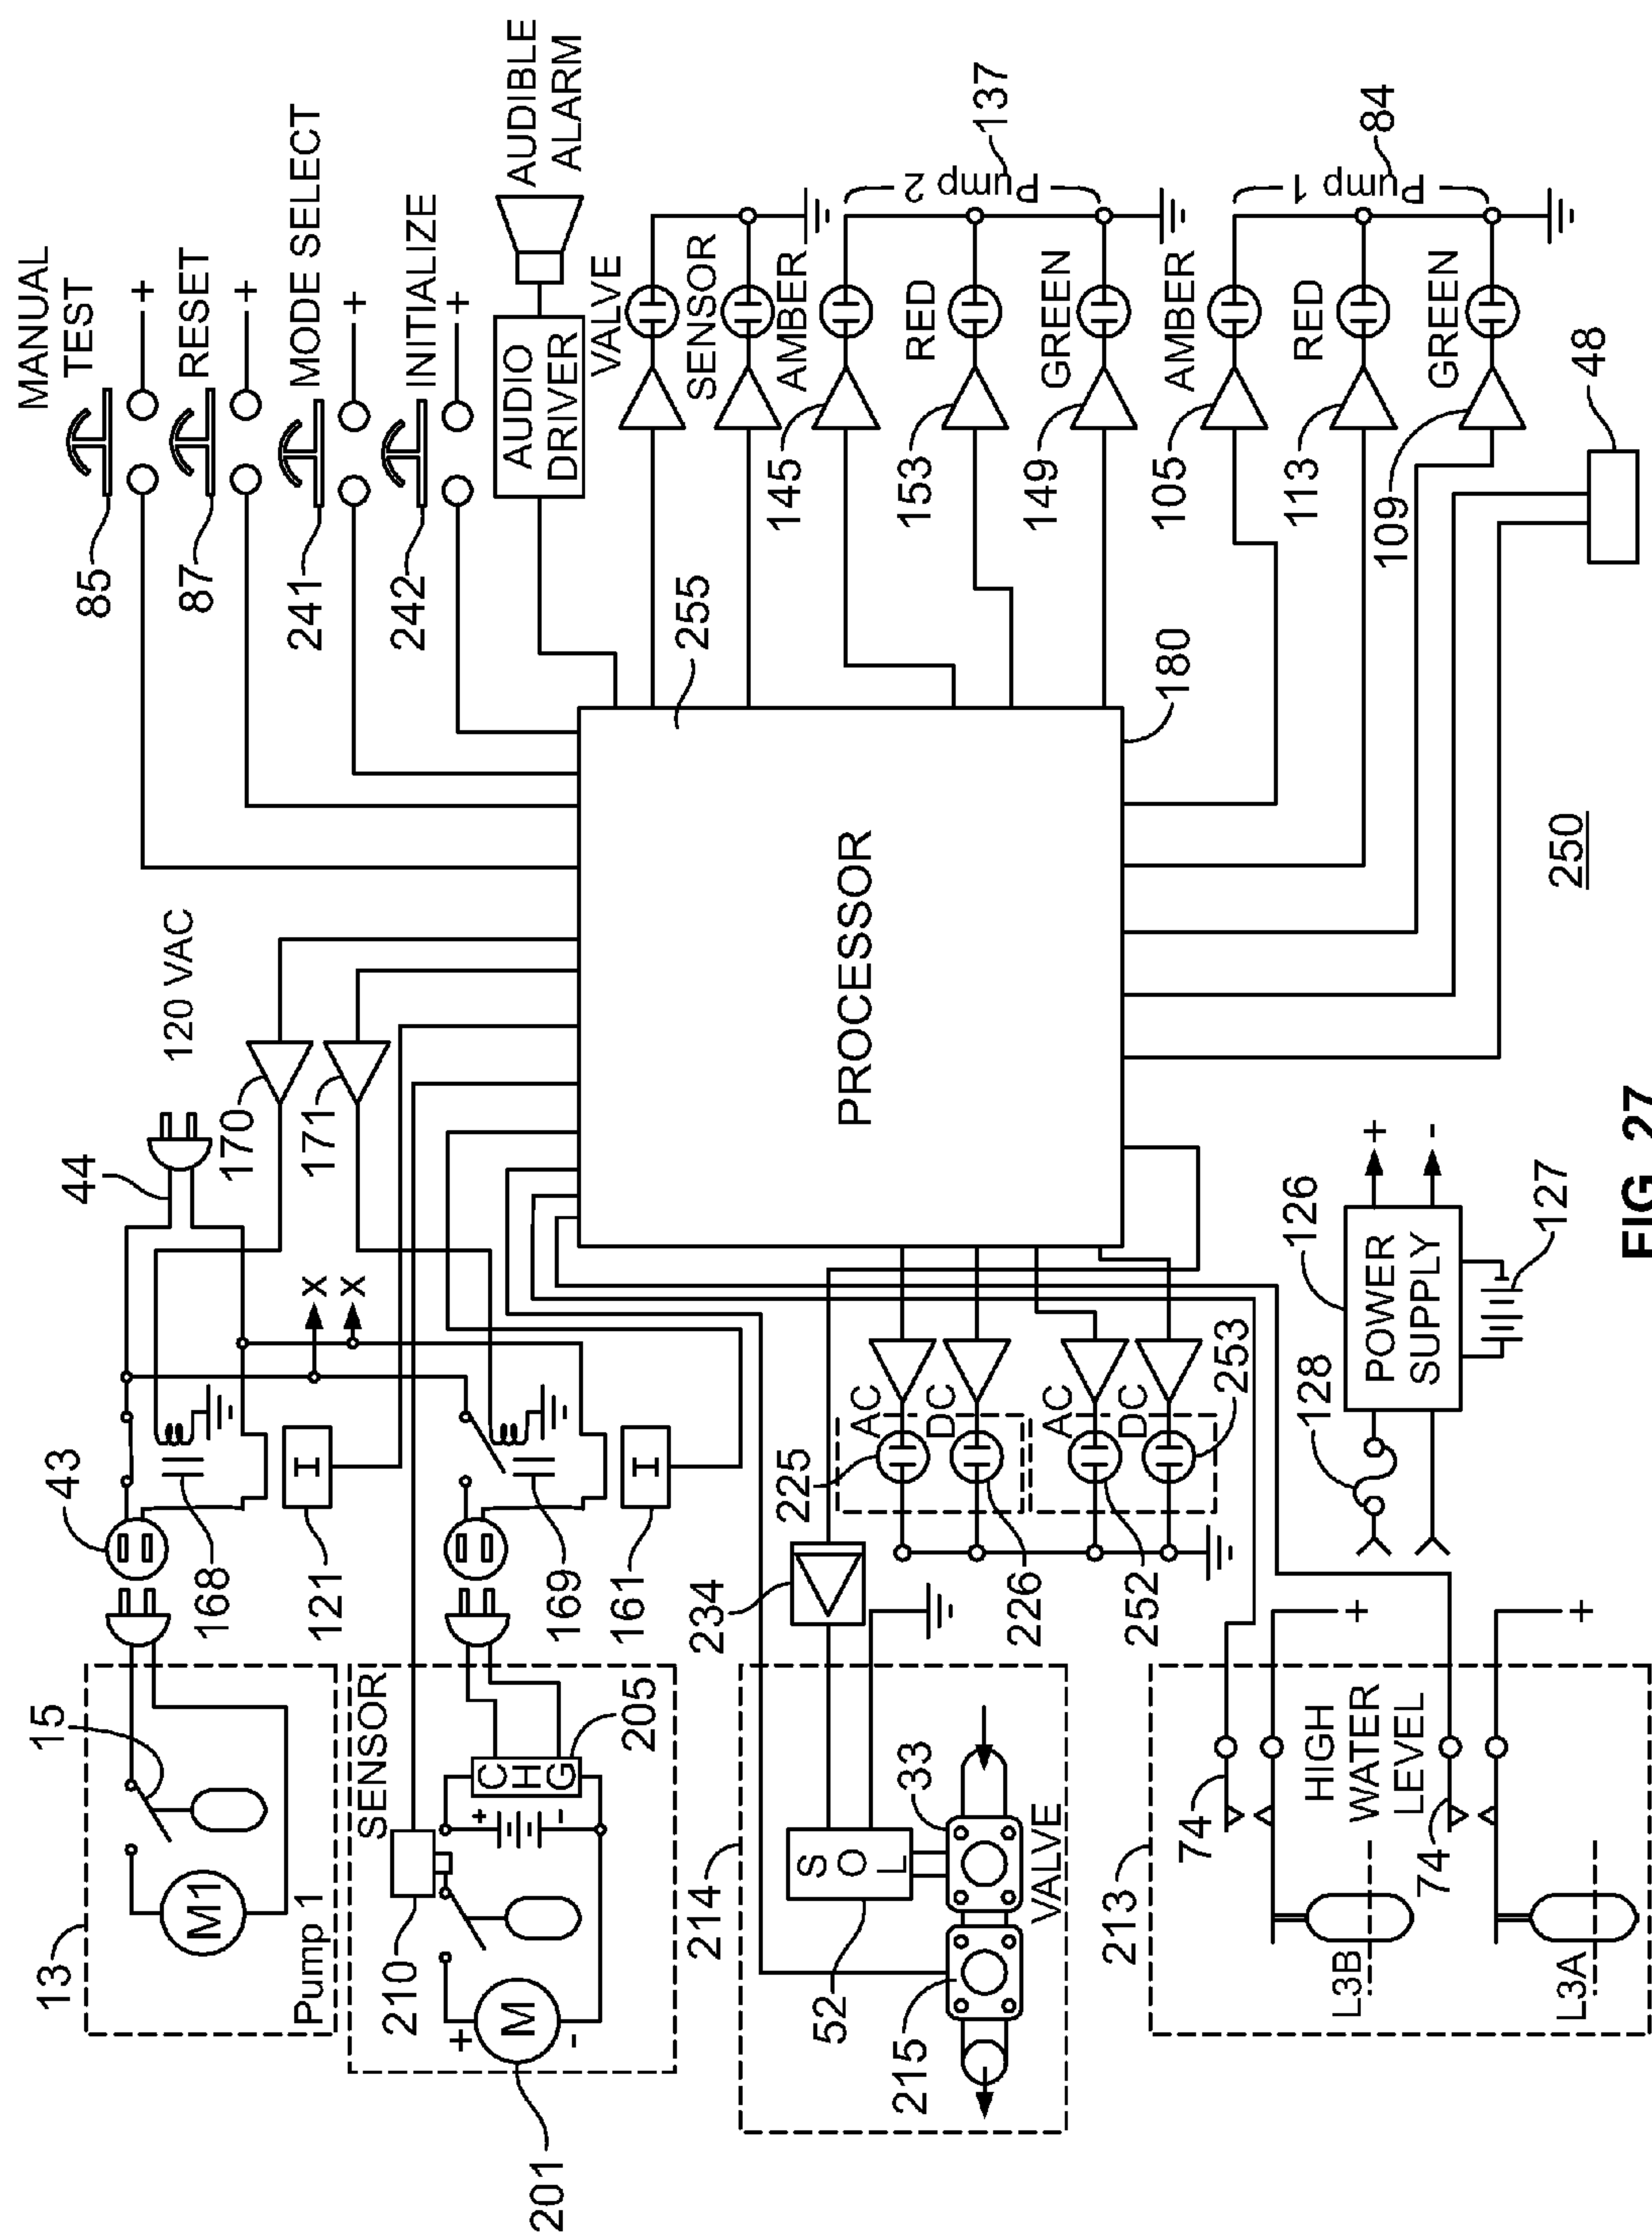 MANUAL
TEST
85
+
RESET
87
+
MODE SELECT
241
+
INITIALIZE
242
+
AUDIO
DRIVER
AUDIBLE
ALARM
VALVE
SENSOR
AMBER
145
RED
153
GREEN
149
Pump 2
137
AMBER
105
RED
113
GREEN
109
Pump 1
84
48
255
PROCESSOR
180
250
120 VAC
44
170
171
X
X
43
168
121
I
169
161
I
15
13
M1
Pump 1
SENSOR
210
205
CHG
+
-
+
M
-
201
234
214
SOL
52
33
215
VALVE
225
AC
DC
226
AC
DC
252
253
213
74
HIGH
WATER
LEVEL
74
+
+
L3B
L3A
128
126
POWER
SUPPLY
+
-
127
FIG. 27